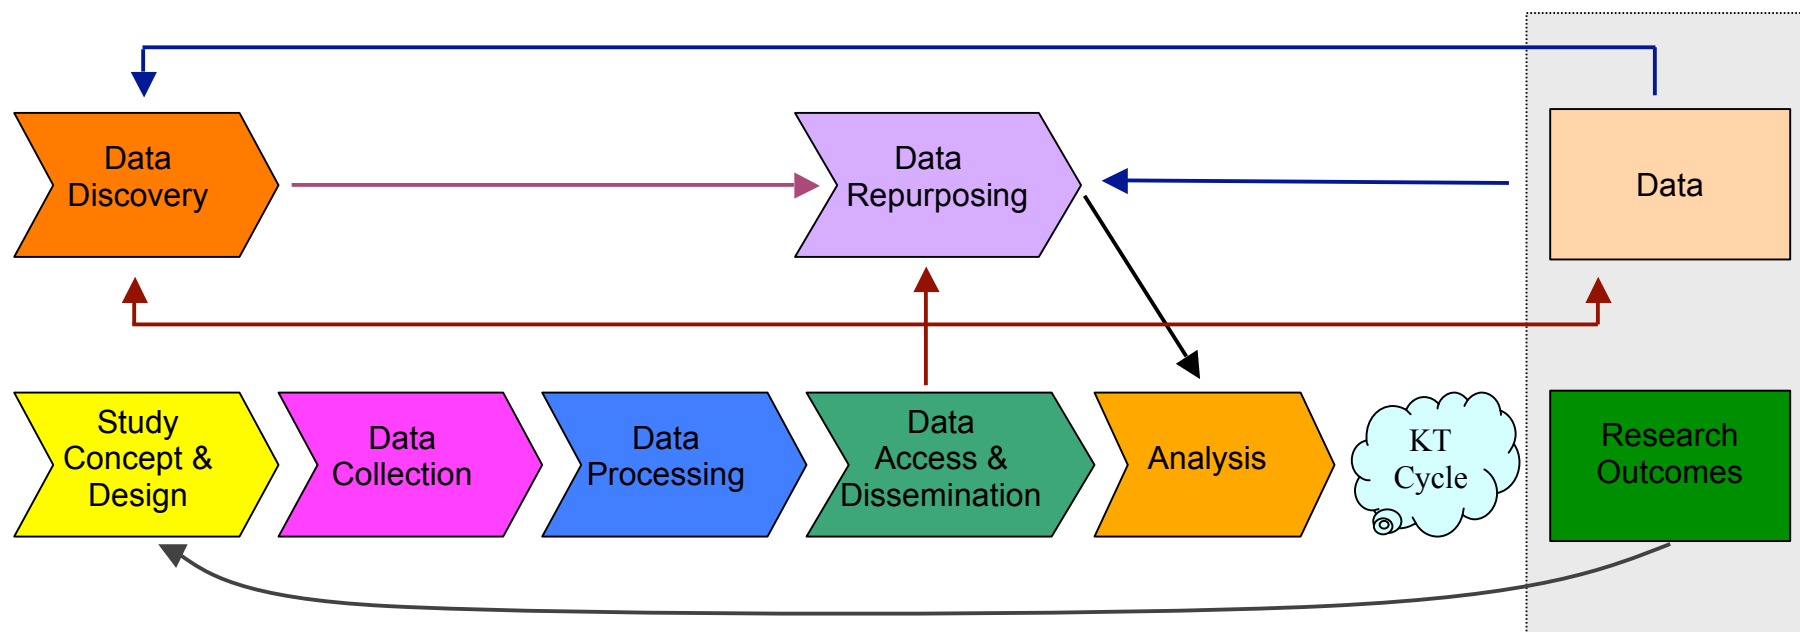 Data
Discovery
Data
Repurposing
Data
Study
Concept &
Design
Data
Collection
Data
Processing
Data
Access &
Dissemination
Analysis
KT
Cycle
Research
Outcomes